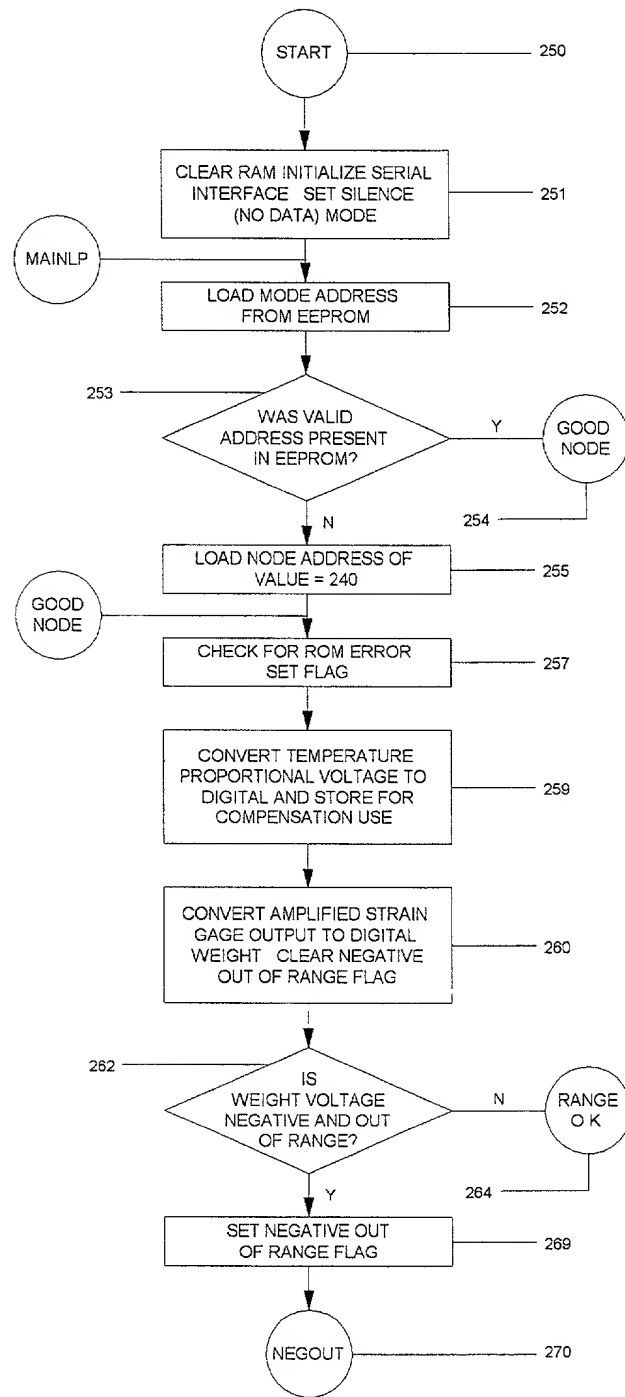 START
250
CLEAR RAM INITIALIZE SERIAL
INTERFACE SET SILENCE
(NO DATA) MODE
251
MAINLP
LOAD MODE ADDRESS
FROM EEPROM
252
253
WAS VALID
ADDRESS PRESENT
IN EEPROM?
Y
GOOD
NODE
254
N
LOAD NODE ADDRESS OF
VALUE = 240
255
GOOD
NODE
CHECK FOR ROM ERROR
SET FLAG
257
CONVERT TEMPERATURE
PROPORTIONAL VOLTAGE TO
DIGITAL AND STORE FOR
COMPENSATION USE
259
CONVERT AMPLIFIED STRAIN
GAGE OUTPUT TO DIGITAL
WEIGHT CLEAR NEGATIVE
OUT OF RANGE FLAG
260
262
IS
WEIGHT VOLTAGE
NEGATIVE AND OUT
OF RANGE?
N
RANGE
O K
264
Y
SET NEGATIVE OUT
OF RANGE FLAG
269
NEGOUT
270